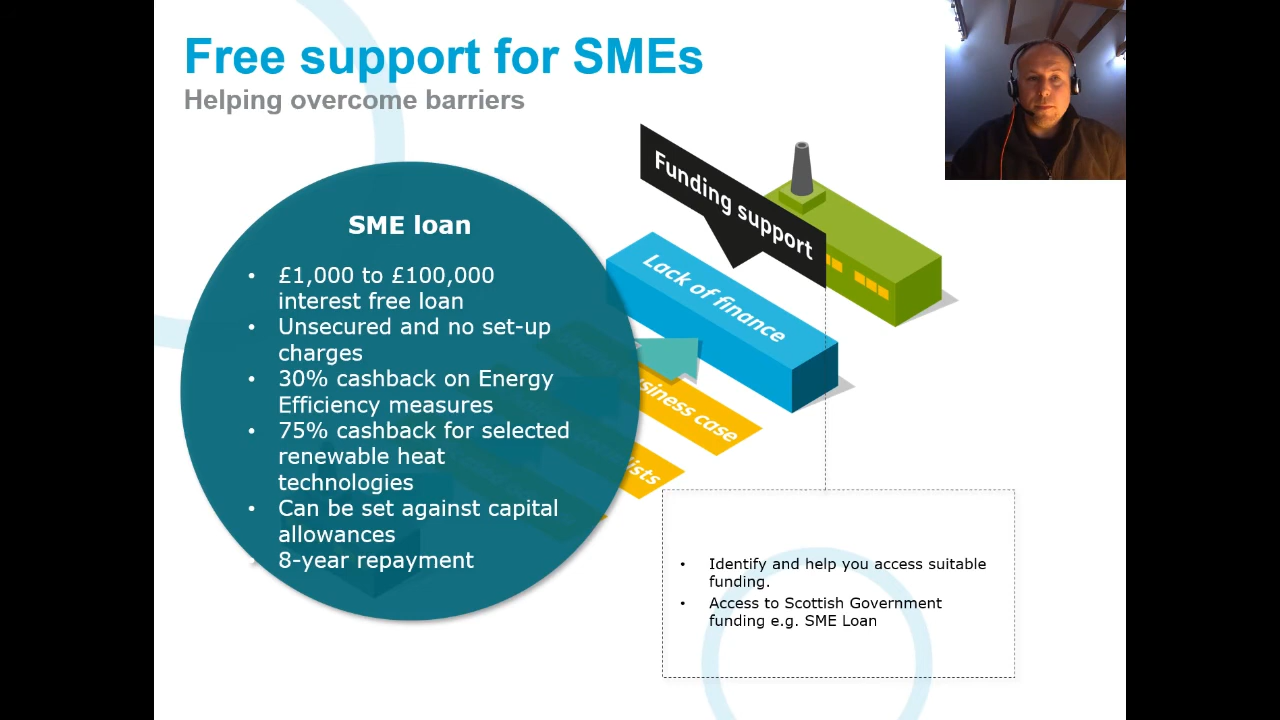 Free support for SMEs
Helping overcome barriers
SME loan
• £1,000 to £100,000
interest free loan
• Unsecured and no set-up
charges
• 30% cashback on Energy
Efficiency measures
• 75% cashback for selected
renewable heat
technologies
• Can be set against capital
allowances
8-year repayment
Funding support
Lack of finance
business case
• Identify and help you access suitable
funding.
• Access to Scottish Government
funding e.g. SME Loan